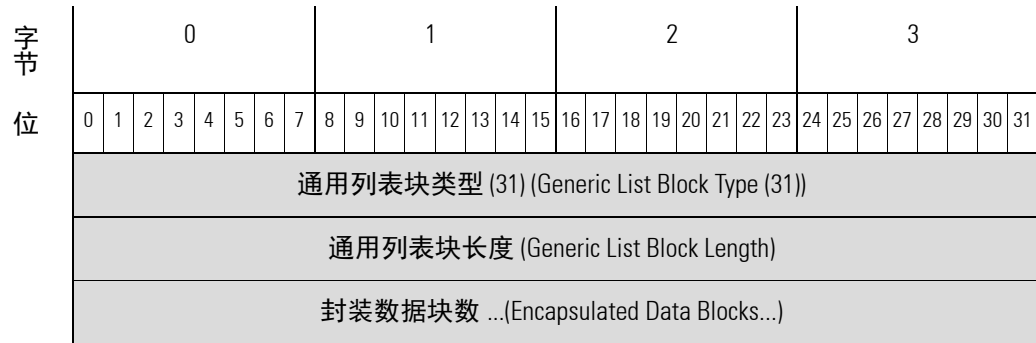 字节 0 1 2 3
位 0 1 2 3 4 5 6 7 8 9 10 11 12 13 14 15 16 17 18 19 20 21 22 23 24 25 26 27 28 29 30 31
通用列表块类型 (31) (Generic List Block Type (31))
通用列表块长度 (Generic List Block Length)
封装数据块数 ...(Encapsulated Data Blocks...)